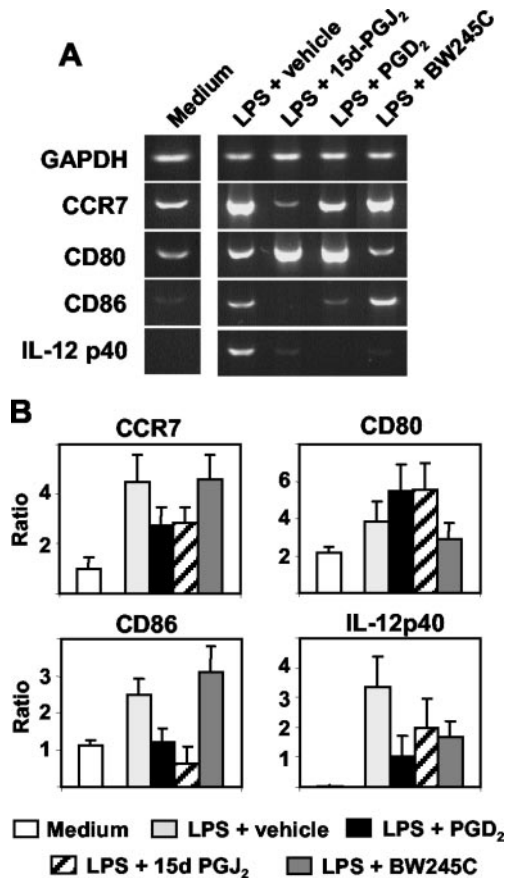 A
Medium
LPS + vehicle
LPS + 15d-PGJ₂
LPS + PGD₂
LPS + BW245C
GAPDH
CCR7
CD80
CD86
IL-12 p40
B
CCR7
Ratio
4
2
CD80
6
4
2
CD86
Ratio
3
2
1
IL-12p40
4
3
2
1
Medium LPS + vehicle LPS + PGD₂
LPS + 15d PGJ₂ LPS + BW245C